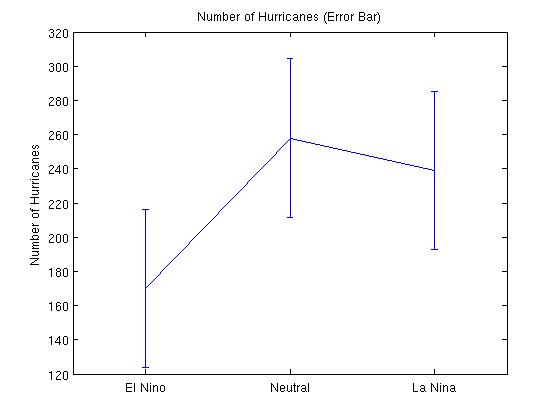 Number of Hurricanes (Error Bar)
Number of Hurricanes
320
300
280
260
240
220
200
180
160
140
120
El Nino
Neutral
La Nina